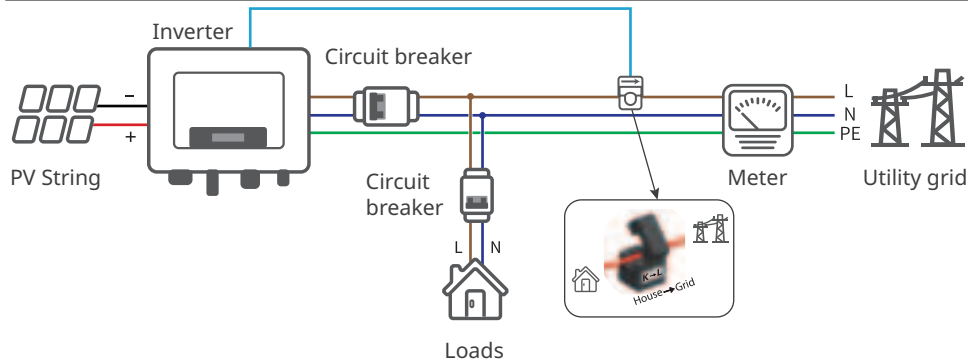 Inverter
Circuit breaker
−
+
L
N
PE
PV String
Circuit
breaker
Meter
Utility grid
L N
K→L
House→Grid
Loads